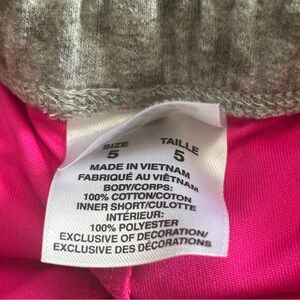 SIZE TAILLE
5 5
MADE IN VIETNAM
FABRIQUÉ AU VIÊTNAM
BODY/CORPS:
100% COTTON/COTON
INNER SHORT/CULOTTE
INTÉRIEUR:
100% POLYESTER
EXCLUSIVE OF DECORATION/
EXCLUSIVE DES DÉCORATIONS